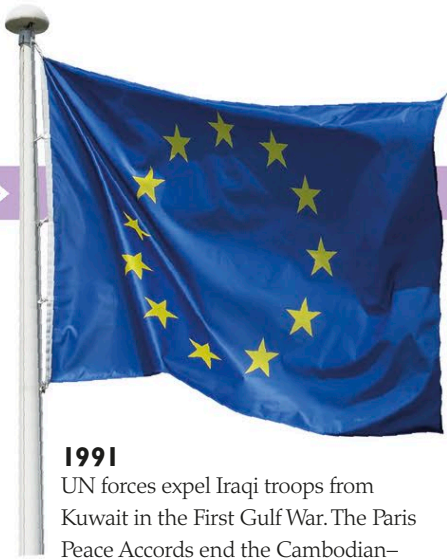 1991
UN forces expel Iraqi troops from
Kuwait in the First Gulf War. The Paris
Peace Accords end the Cambodian–